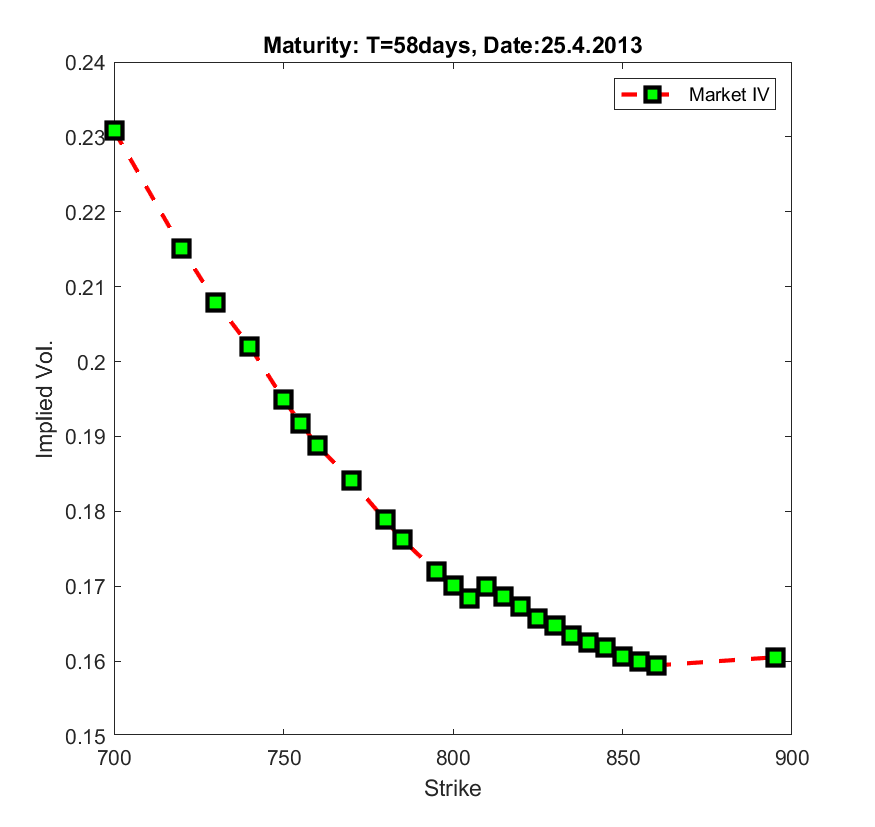 Maturity: T=58days, Date:25.4.2013
Market IV
0.24
0.23
0.22
0.21
0.2
0.19
0.18
0.17
0.16
0.15
Implied Vol.
700 750 800 850 900
Strike